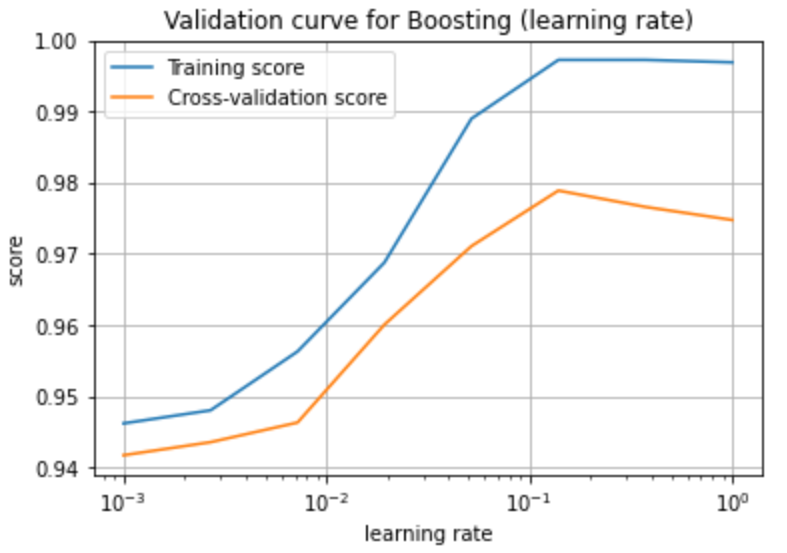 Validation curve for Boosting (learning rate)
1.00
Training score
Cross-validation score
0.99
0.98
0.97
0.96
0.95
0.94
score
10⁻³ 10⁻² 10⁻¹ 10⁰
learning rate